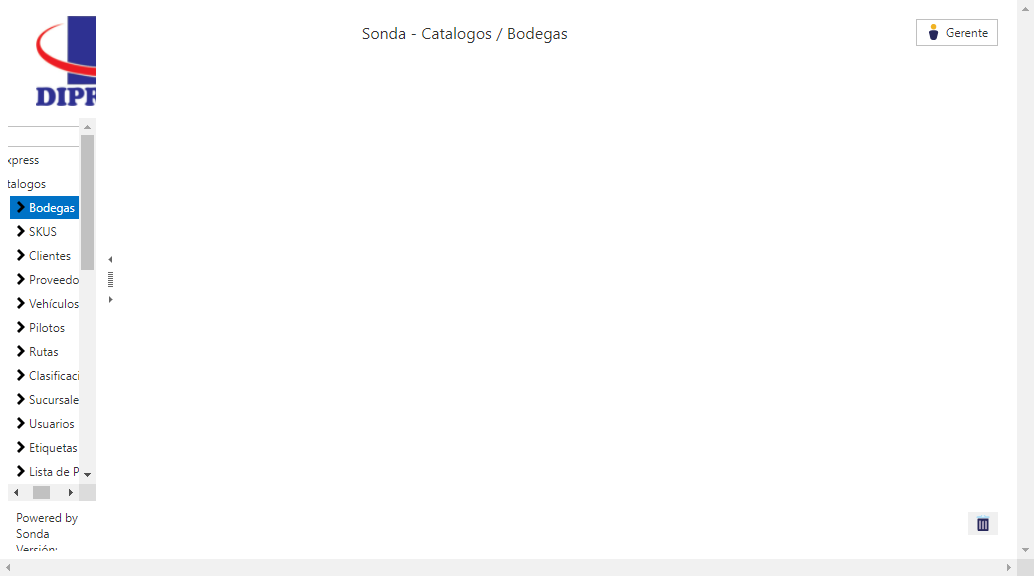 Sonda - Catalogos / Bodegas
Gerente
DIPR
xpress
talogos
Bodegas
SKUS
Clientes
Proveedo
Vehículos
Pilotos
Rutas
Clasificaci
Sucursale
Usuarios
Etiquetas
Lista de P
Powered by
Sonda
Versión: